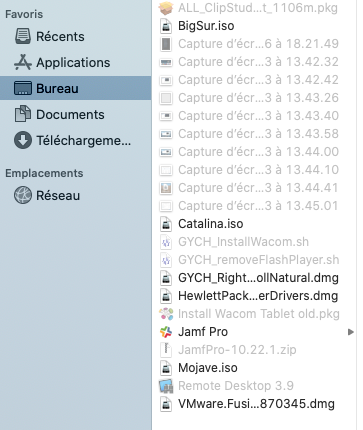 Favoris
Récents
Applications
Bureau
Documents
Téléchargeme...
Emplacements
Réseau
ALL_ClipStud...t_1106m.pkg
BigSur.iso
Capture d'écr...6 à 18.21.49
Capture d'écr...3 à 13.42.32
Capture d'écr...3 à 13.42.42
Capture d'écr...3 à 13.43.26
Capture d'écr...3 à 13.43.40
Capture d'écr...3 à 13.43.58
Capture d'écr...3 à 13.44.00
Capture d'écr...3 à 13.44.10
Capture d'écr...3 à 13.44.41
Capture d'écr...3 à 13.45.01
Catalina.iso
GYCH_InstallWacom.sh
GYCH_removeFlashPlayer.sh
GYCH_Right...ollNatural.dmg
HewlettPack...erDrivers.dmg
Install Wacom Tablet old.pkg
Jamf Pro
JamfPro-10.22.1.zip
Mojave.iso
Remote Desktop 3.9
VMware.Fusi...870345.dmg